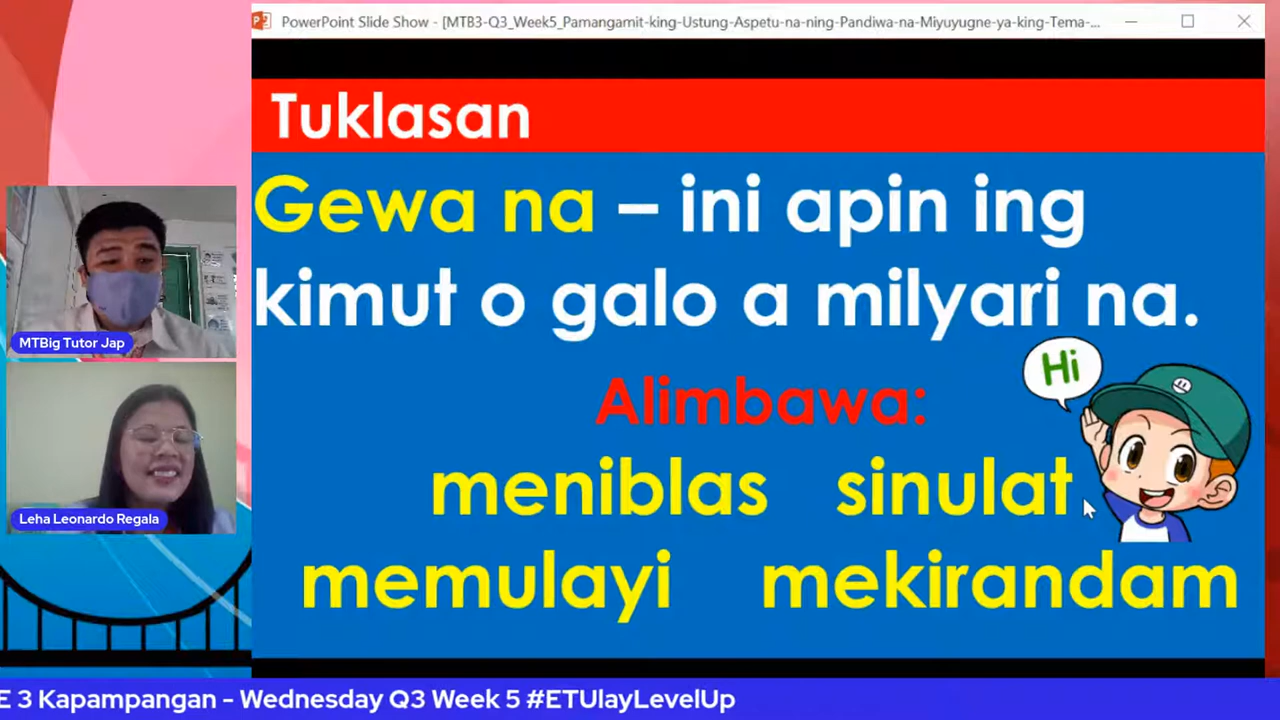 PowerPoint Slide Show - [MTB3-Q3_Week5_Pamangamit-king-Ustung-Aspetu-na-ning-Pandiwa-na-Miyuyugne-ya-king-Tema-...
Tuklasan
Gewa na – ini apin ing
kimut o galo a milyari na.
Hi
Alimbawa:
meniblas sinulat
memulayi mekirandam
MTBig Tutor Jap
Leha Leonardo Regala
E 3 Kapampangan - Wednesday Q3 Week 5 #ETUlayLevelUp